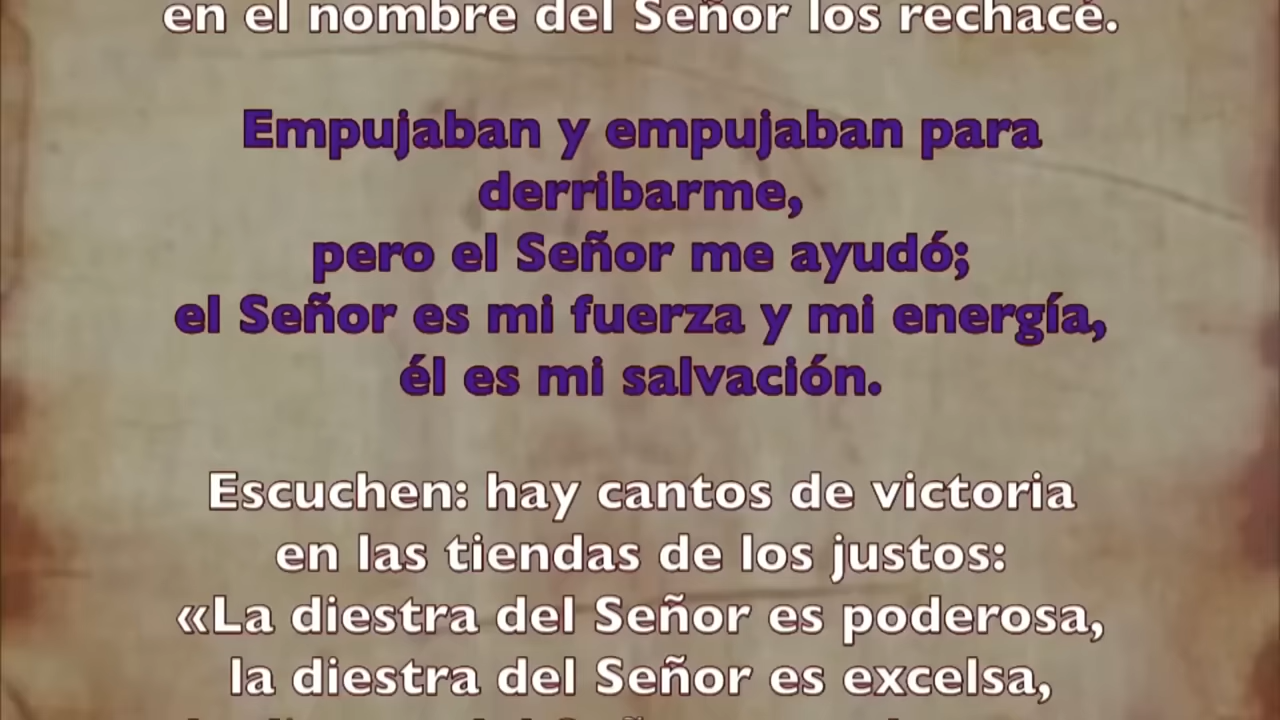 en el nombre del Señor los rechacé.
Empujaban y empujaban para
derribarme,
pero el Señor me ayudó;
el Señor es mi fuerza y mi energía,
él es mi salvación.
Escuchen: hay cantos de victoria
en las tiendas de los justos:
«La diestra del Señor es poderosa,
la diestra del Señor es excelsa,